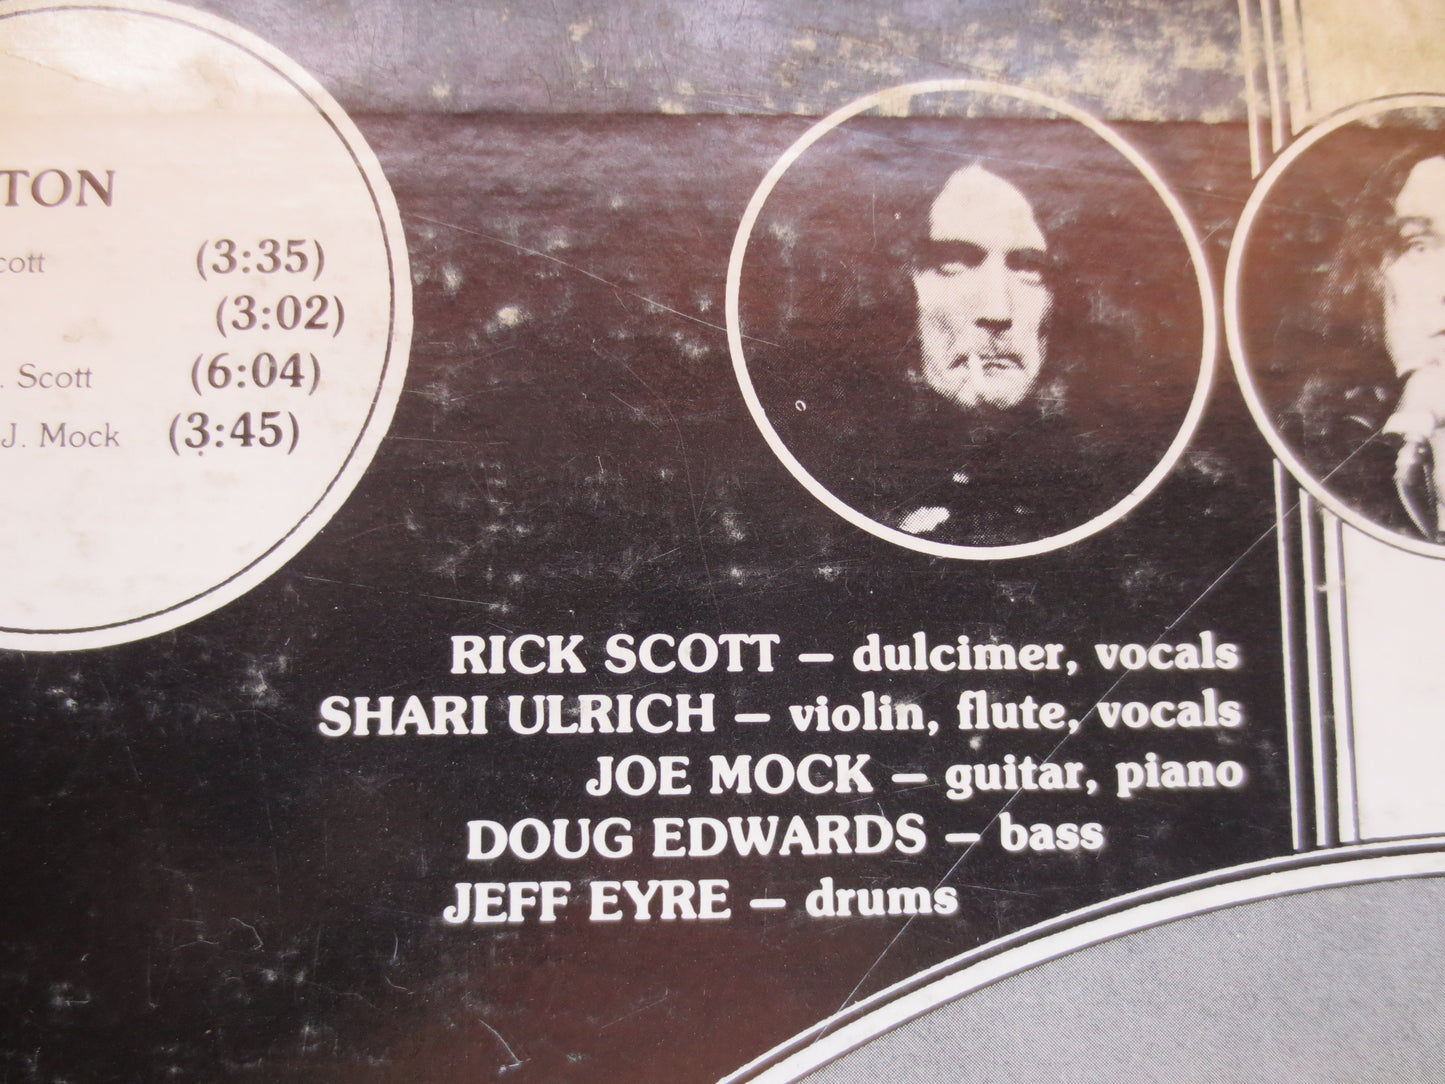 TON
cott (3:35)
(3:02)
. Scott (6:04)
J. Mock (3:45)
RICK SCOTT – dulcimer, vocals
SHARI ULRICH – violin, flute, vocals
JOE MOCK – guitar, piano
DOUG EDWARDS – bass
JEFF EYRE – drums